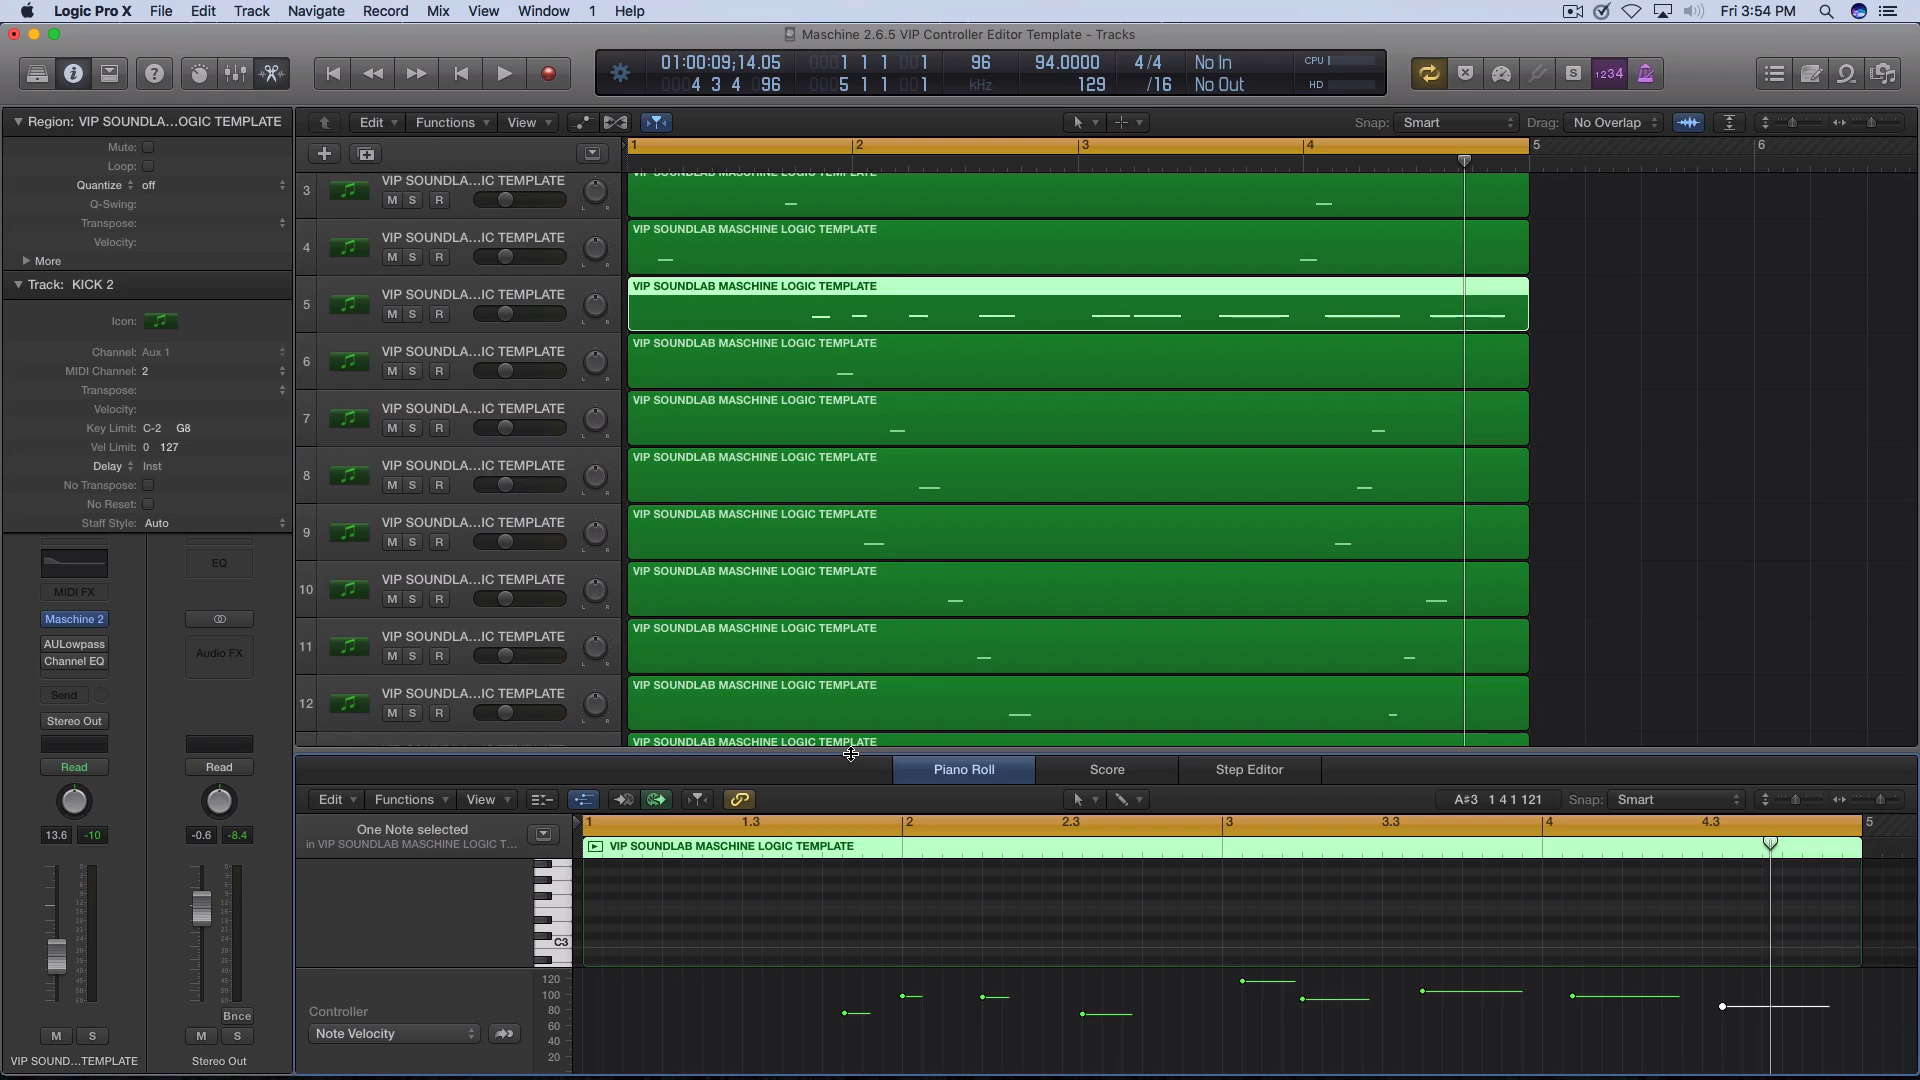 Logic Pro X File Edit Track Navigate Record Mix View Window 1 Help Fri 3:54 PM
Maschine 2.6.5 VIP Controller Editor Template - Tracks
01:00:09;14.05 0001 1 1 001 96 94.0000 4/4 No In CPU
0004 3 4 096 0005 1 1 001 kHz 129 /16 No Out HD
1234
Region: VIP SOUNDLA...OGIC TEMPLATE
Mute:
Loop:
Quantize off
Q-Swing:
Transpose:
Velocity:
More
Track: KICK 2
Icon:
Channel: Aux 1
MIDI Channel: 2
Transpose:
Velocity:
Key Limit: C-2 G8
Vel Limit: 0 127
Delay Inst
No Transpose:
No Reset:
Staff Style: Auto
EQ
MIDI FX
Maschine 2
AULowpass
Channel EQ
Audio FX
Send
Stereo Out
Read Read
13.6 -10 -0.6 -8.4
Bnce
M S M S
VIP SOUND...TEMPLATE Stereo Out
Edit Functions View Snap: Smart Drag: No Overlap
1 2 3 4 5 6
3 VIP SOUNDLA...IC TEMPLATE
M S R
VIP SOUNDLAB MASCHINE LOGIC TEMPLATE
4 VIP SOUNDLA...IC TEMPLATE
M S R
VIP SOUNDLAB MASCHINE LOGIC TEMPLATE
5 VIP SOUNDLA...IC TEMPLATE
M S R
VIP SOUNDLAB MASCHINE LOGIC TEMPLATE
6 VIP SOUNDLA...IC TEMPLATE
M S R
VIP SOUNDLAB MASCHINE LOGIC TEMPLATE
7 VIP SOUNDLA...IC TEMPLATE
M S R
VIP SOUNDLAB MASCHINE LOGIC TEMPLATE
8 VIP SOUNDLA...IC TEMPLATE
M S R
VIP SOUNDLAB MASCHINE LOGIC TEMPLATE
9 VIP SOUNDLA...IC TEMPLATE
M S R
VIP SOUNDLAB MASCHINE LOGIC TEMPLATE
10 VIP SOUNDLA...IC TEMPLATE
M S R
VIP SOUNDLAB MASCHINE LOGIC TEMPLATE
11 VIP SOUNDLA...IC TEMPLATE
M S R
VIP SOUNDLAB MASCHINE LOGIC TEMPLATE
12 VIP SOUNDLA...IC TEMPLATE
M S R
VIP SOUNDLAB MASCHINE LOGIC TEMPLATE
VIP SOUNDLAB MASCHINE LOGIC TEMPLATE
Piano Roll Score Step Editor
Edit Functions View A#3 1 4 1 121 Snap: Smart
1 1.3 2 2.3 3 3.3 4 4.3 5
One Note selected
in VIP SOUNDLAB MASCHINE LOGIC T...
VIP SOUNDLAB MASCHINE LOGIC TEMPLATE
C3
Controller
Note Velocity
120
100
80
60
40
20